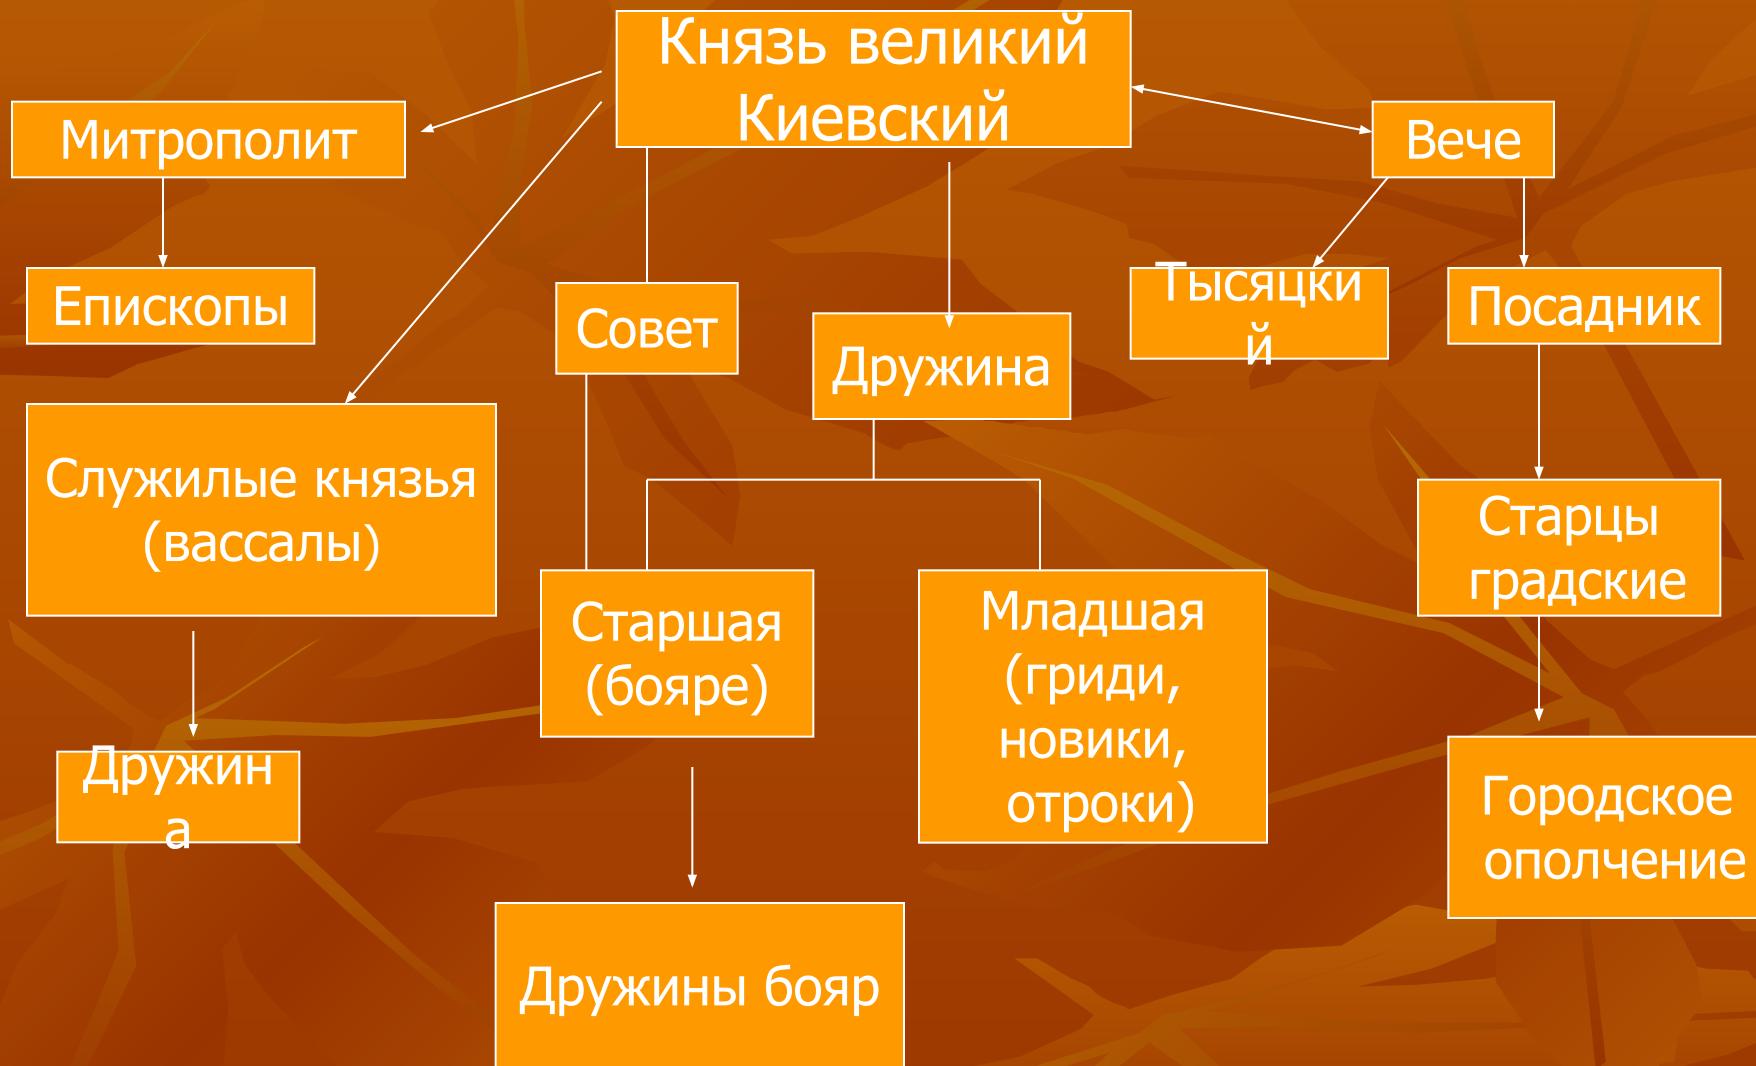 Князь великий
Киевский
Митрополит
Вече
Епископы
Совет
Дружина
Тысяцки
й
Посадник
Служилые князья
(вассалы)
Старшая
(бояре)
Младшая
(гриди,
новики,
отроки)
Старцы
градские
Дружин
а
Городское
ополчение
Дружины бояр